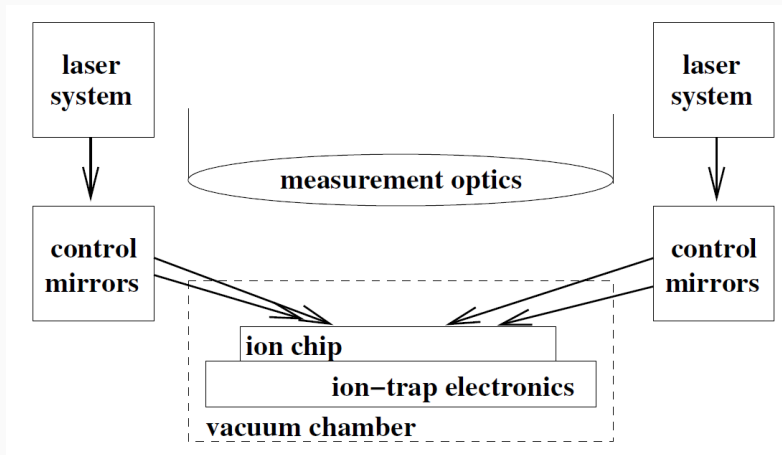 laser
system
laser
system
measurement optics
control
mirrors
control
mirrors
ion chip
ion−trap electronics
vacuum chamber